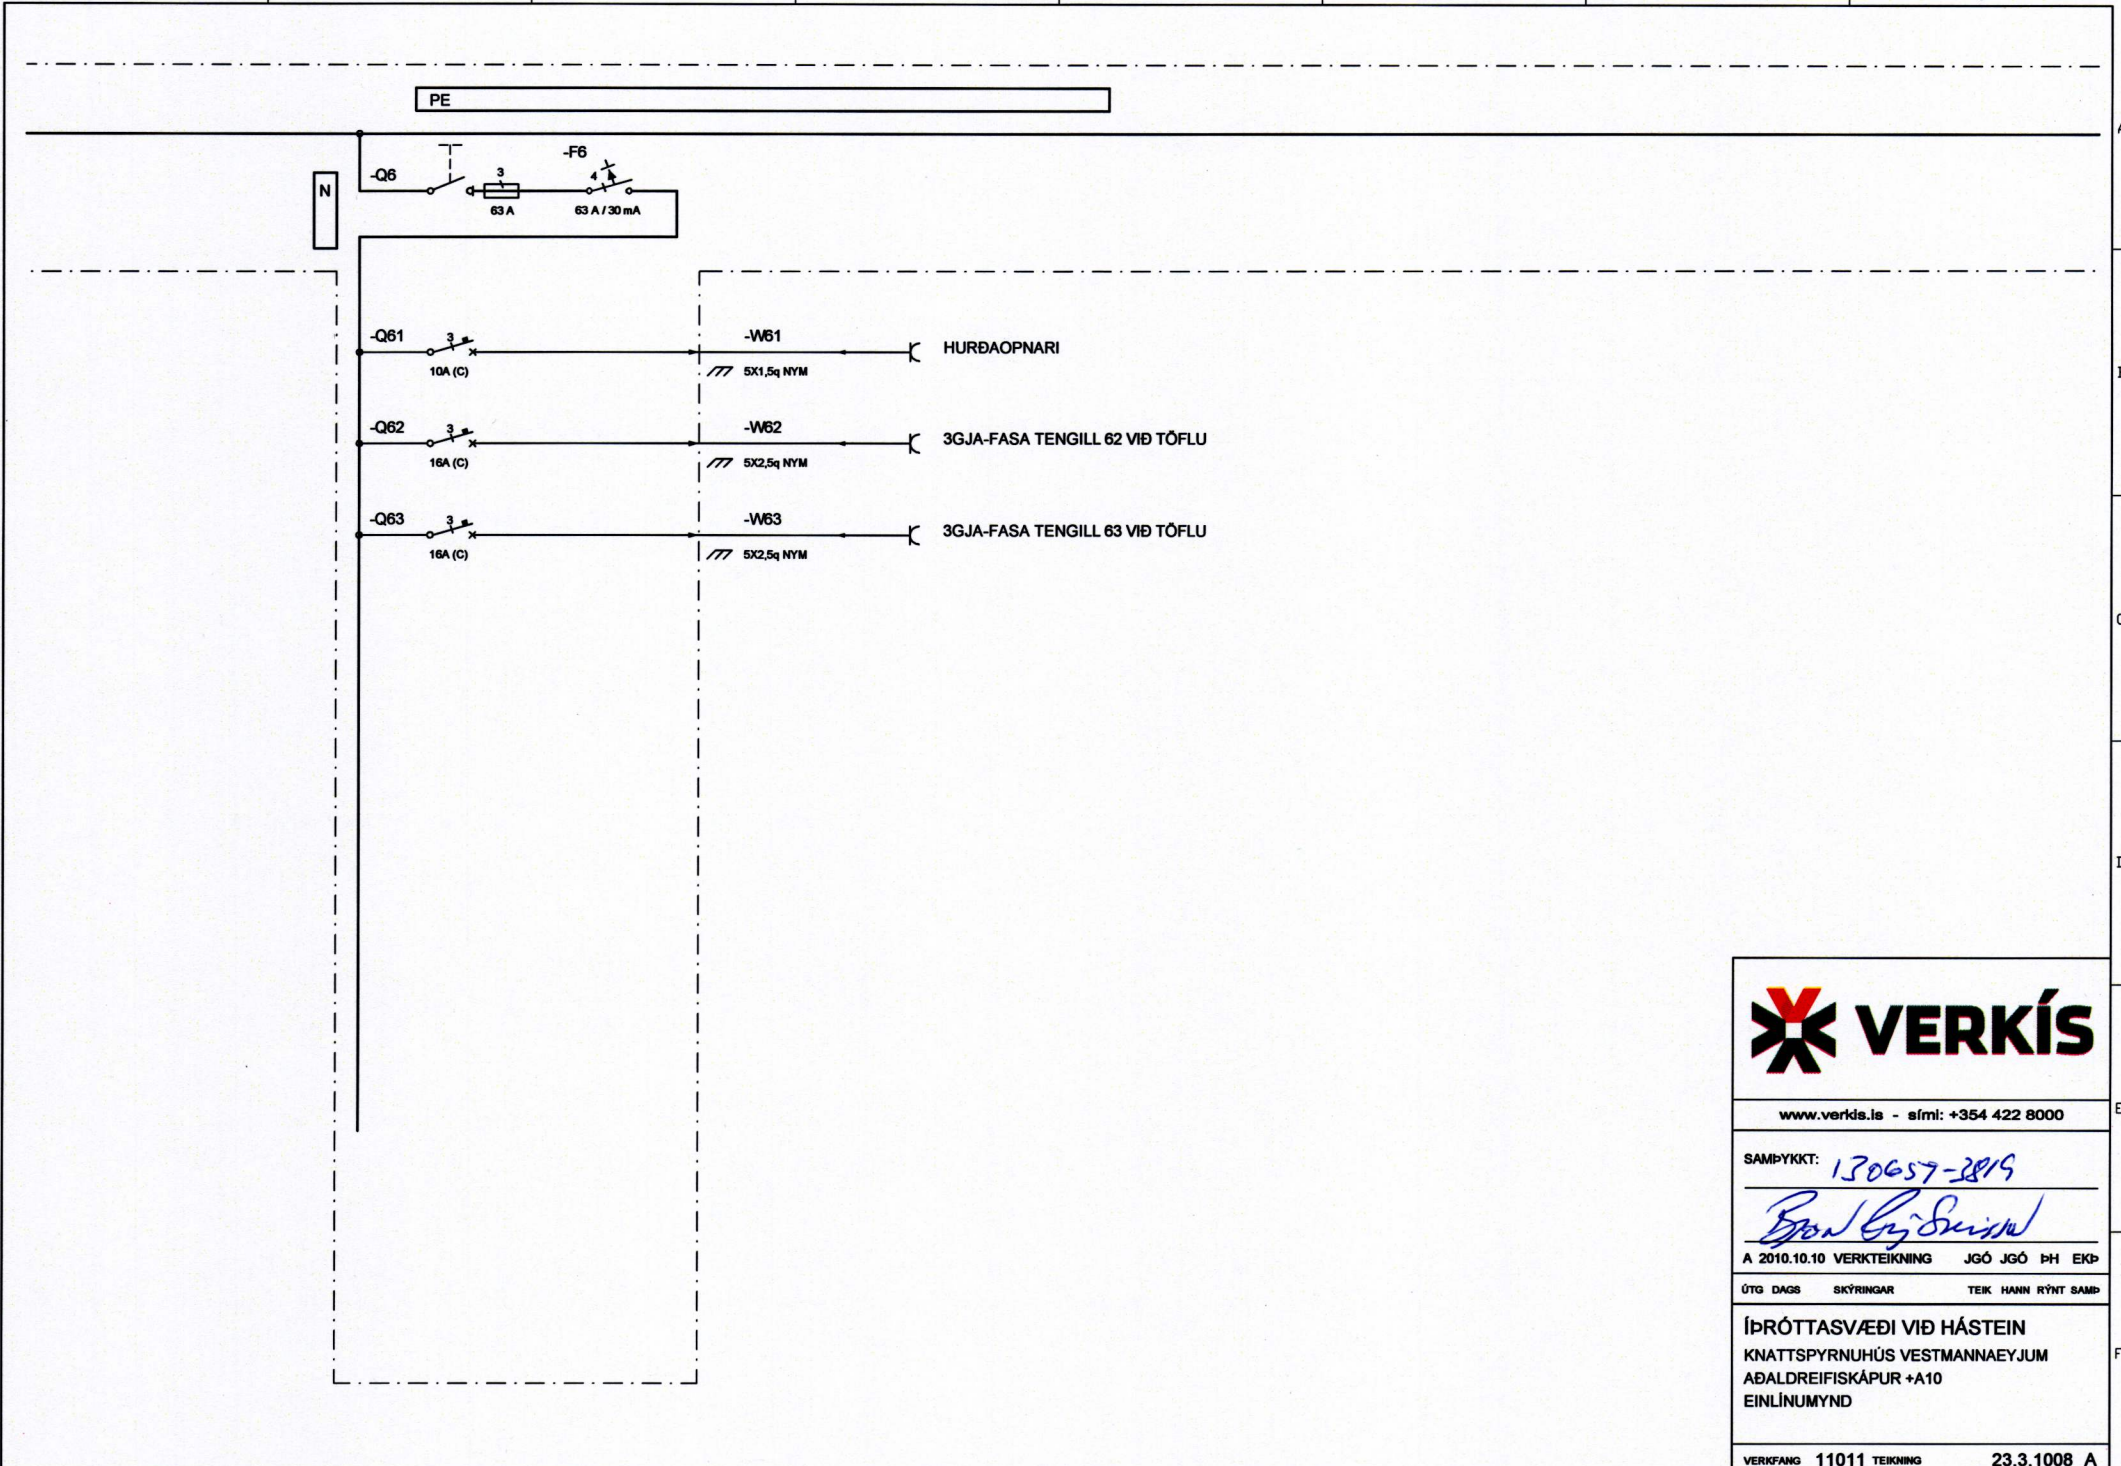 PE
-Q6
3
63 A
-F6
4
63 A / 30 mA
N
-Q61
3
10A (C)
-W61
5X1,5q NYM
HURÐAOPNARI
-Q62
3
16A (C)
-W62
5X2,5q NYM
3GJA-FASA TENGILL 62 VIÐ TÖFLU
-Q63
3
16A (C)
-W63
5X2,5q NYM
3GJA-FASA TENGILL 63 VIÐ TÖFLU
VERKÍS
www.verkis.is - sími: +354 422 8000
SAMÞYKKT: 130657-3819
A 2010.10.10 VERKTEIKNING JGÓ JGÓ ÞH EKÞ
ÚTG DAGS SKÝRINGAR TEIK HANN RÝNT SAMÞ
ÍÞRÓTTASVÆÐI VIÐ HÁSTEIN
KNATTSPYRNUHÚS VESTMANNAEYJUM
AÐALDREIFISKÁPUR +A10
EINLÍNUMYND
VERKFANG 11011 TEIKNING 23.3.1008 A